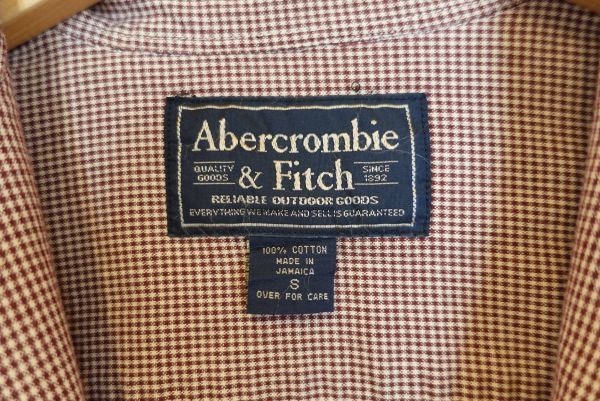 Abercrombie
QUALITY GOODS
& Fitch
SINCE 1892
RELIABLE OUTDOOR GOODS
EVERYTHING WE MAKE AND SELL IS GUARANTEED
100% COTTON
MADE IN
JAMAICA
S
OVER FOR CARE